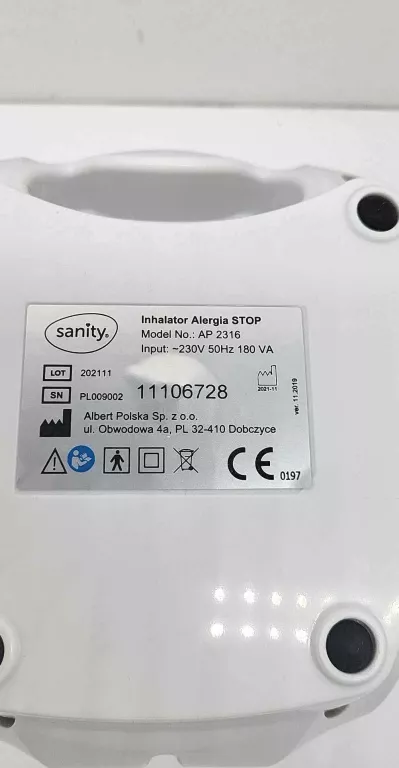 sanity®
Inhalator Alergia STOP
Model No.: AP 2316
Input: ~230V 50Hz 180 VA
LOT 202111
SN PL009002 11106728
2021-11
ver. 11.2019
Albert Polska Sp. z o.o.
ul. Obwodowa 4a, PL 32-410 Dobczyce
CE 0197